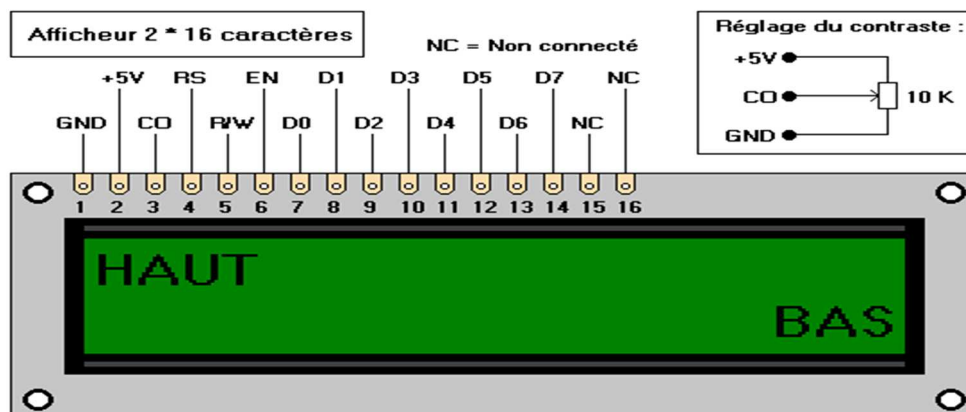 Afficheur 2 * 16 caractères
NC = Non connecté
Réglage du contraste :
+5V
CO
GND
10 K
+5V RS EN D1 D3 D5 D7 NC
GND CO R/W D0 D2 D4 D6 NC
1 2 3 4 5 6 7 8 9 10 11 12 13 14 15 16
HAUT
BAS